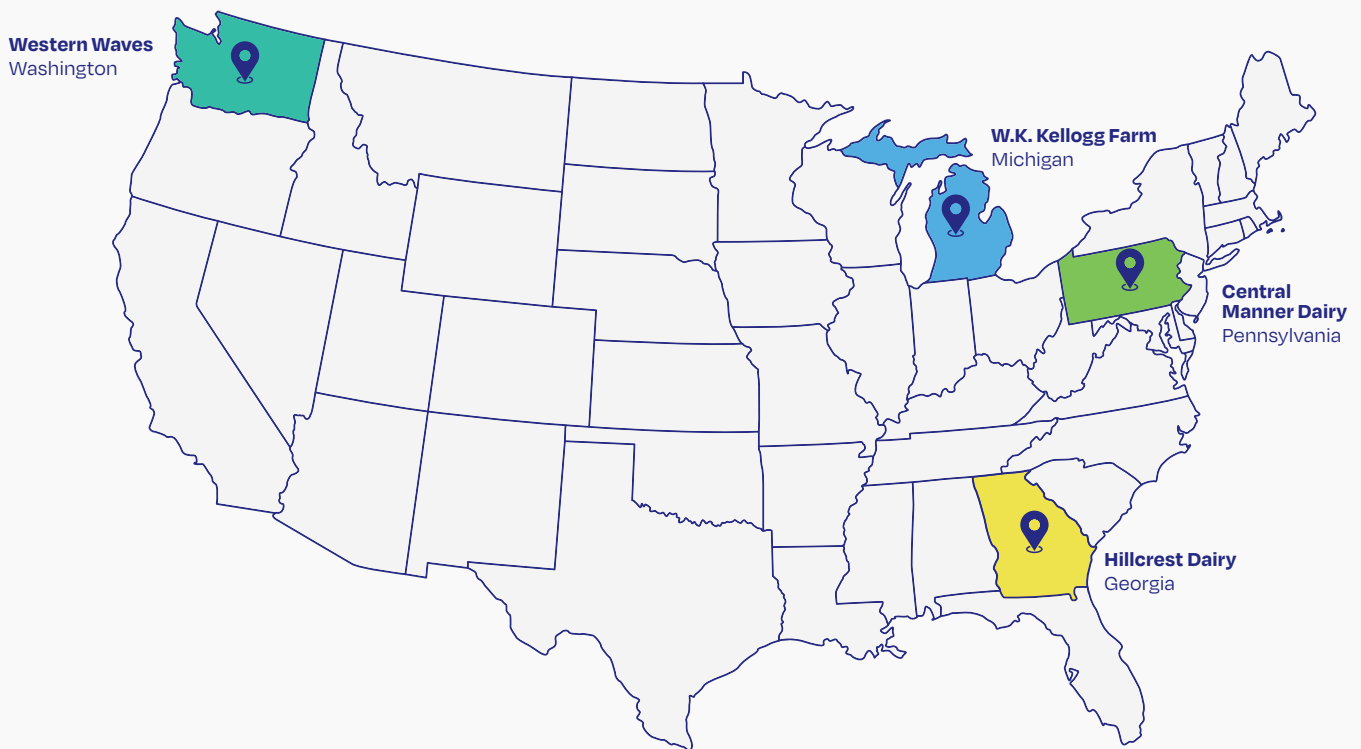 Western Waves
Washington
W.K. Kellogg Farm
Michigan
Central
Manner Dairy
Pennsylvania
Hillcrest Dairy
Georgia